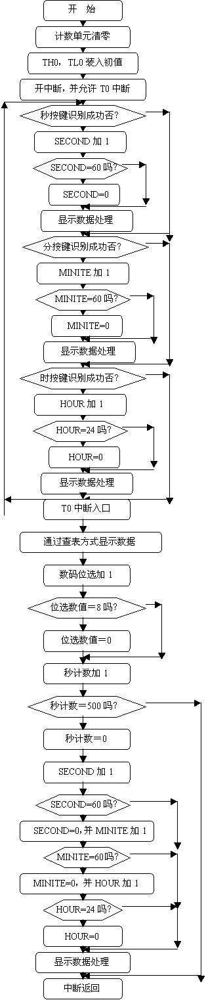 开 始
计数单元清零
TH0，TL0 装入初值
开中断，并允许 T0 中断
秒按键识别成功否？
SECOND 加 1
SECOND=60 吗？
SECOND=0
显示数据处理
分按键识别成功否？
MINITE 加 1
MINITE=60 吗？
MINITE=0
显示数据处理
时按键识别成功否？
HOUR 加 1
HOUR=24 吗？
HOUR=0
显示数据处理
T0 中断入口
通过查表方式显示数据
数码位选加 1
位选数值＝8 吗？
位选数值＝0
秒计数加 1
秒计数＝500 吗？
秒计数＝0
SECOND 加 1
SECOND=60 吗？
SECOND=0，并 MINITE 加 1
MINITE=60吗？
MINITE=0，并 HOUR 加 1
HOUR=24 吗？
HOUR=0
显示数据处理
中断返回